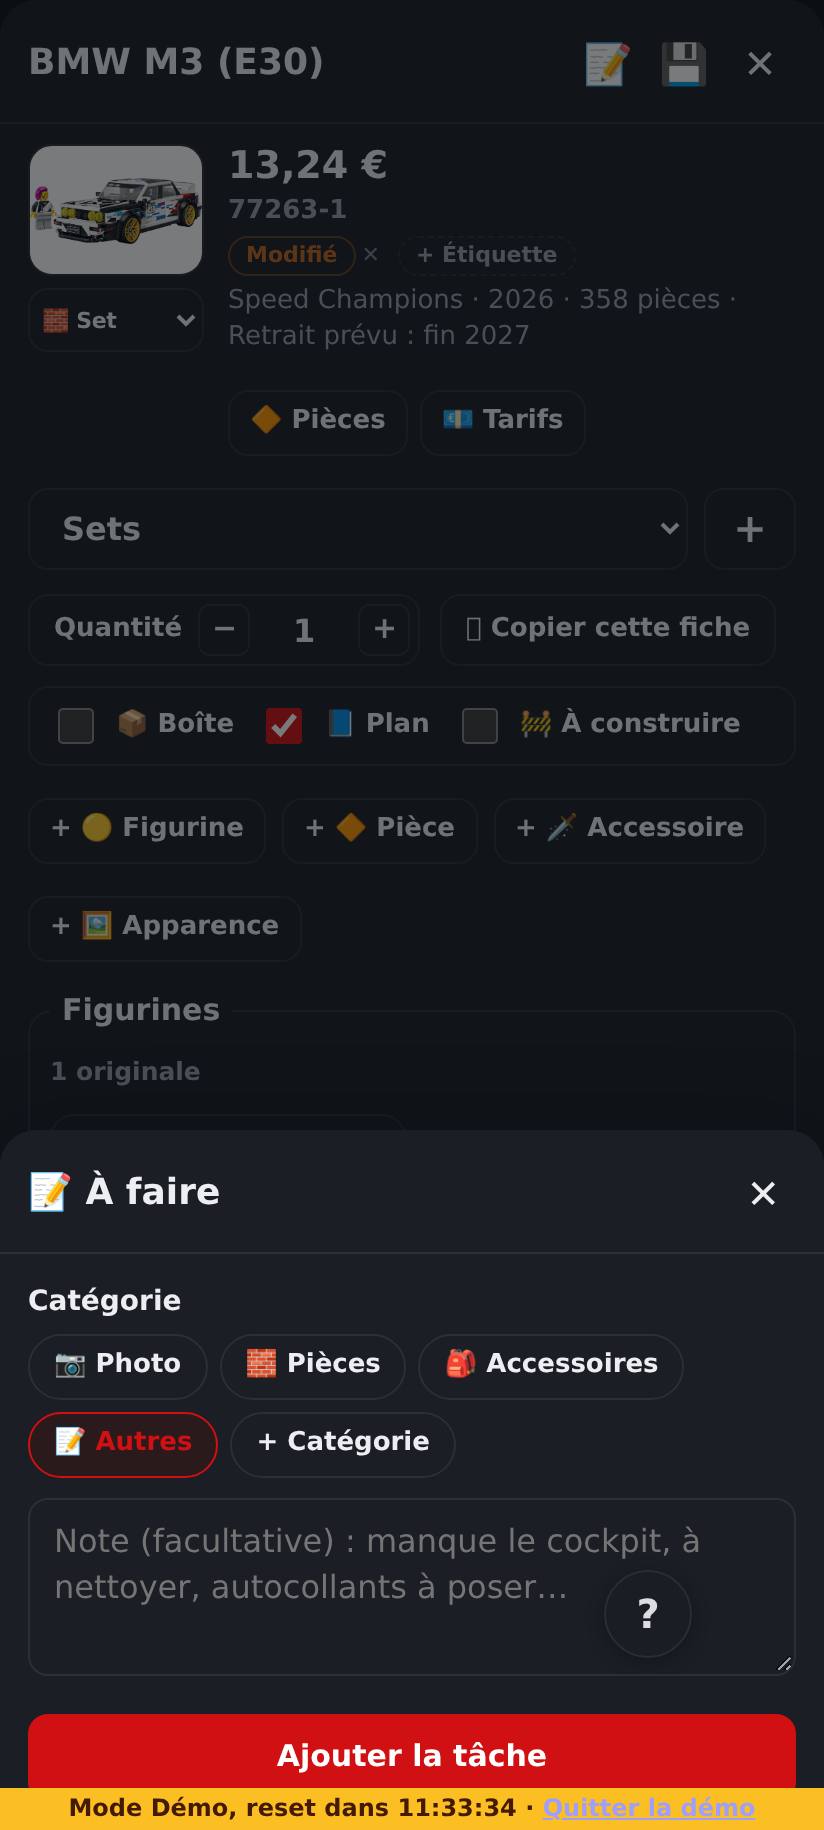 BMW M3 (E30)
13,24 €
77263-1
Modifié × + Étiquette
Set
Speed Champions · 2026 · 358 pièces ·
Retrait prévu : fin 2027
Pièces
Tarifs
Sets
+
Quantité − 1 +
Copier cette fiche
Boîte
Plan
À construire
+ Figurine
+ Pièce
+ Accessoire
+ Apparence
Figurines
1 originale
À faire
Catégorie
Photo
Pièces
Accessoires
Autres
+ Catégorie
Note (facultative) : manque le cockpit, à
nettoyer, autocollants à poser...
?
Ajouter la tâche
Mode Démo, reset dans 11:33:34 · Quitter la démo